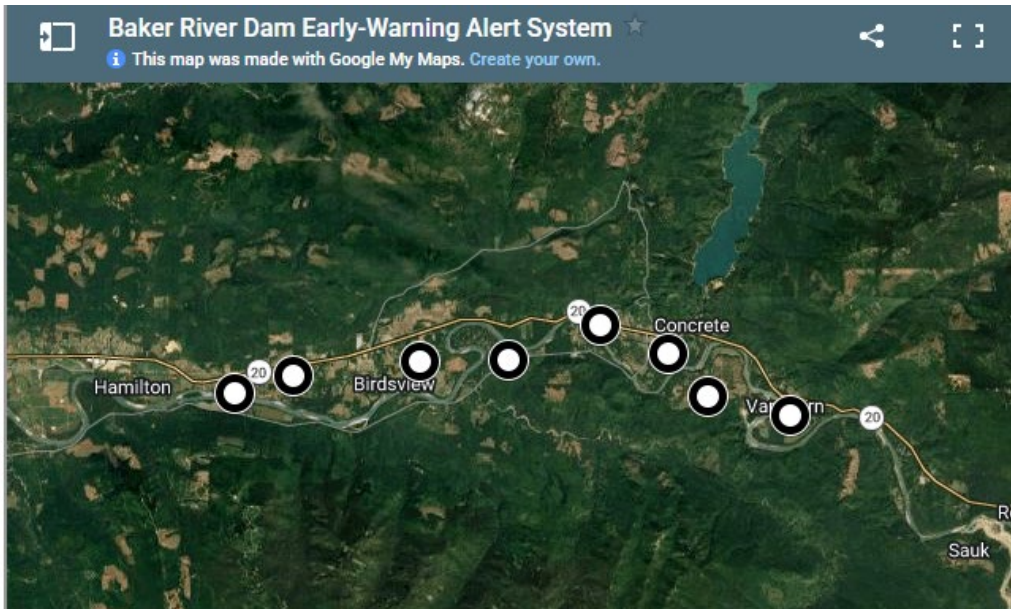 Baker River Dam Early-Warning Alert System
This map was made with Google My Maps. Create your own.
20
Concrete
20
Hamilton
Birdsview
20
Sauk